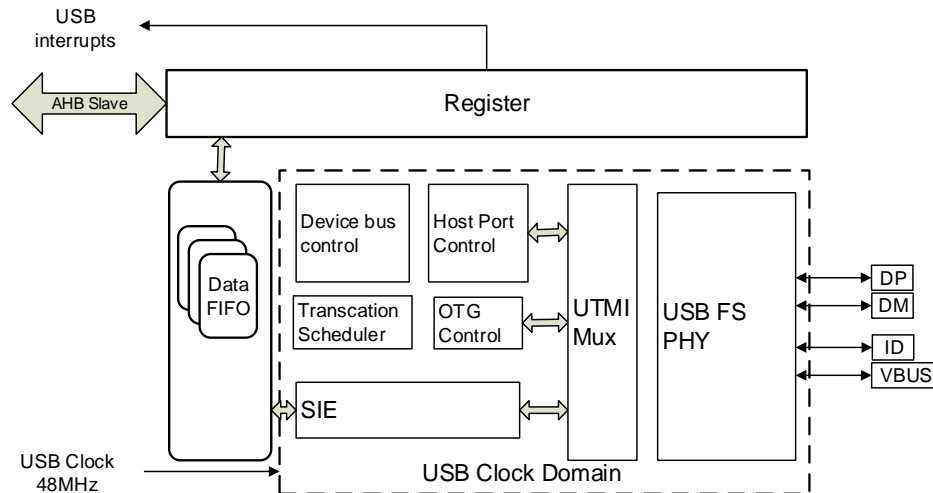 USB
interrupts
AHB Slave
Register
Device bus
control
Host Port
Control
Data
FIFO
Transcation
Scheduler
OTG
Control
UTMI
Mux
USB FS
PHY
DP
DM
ID
VBUS
SIE
USB Clock
48MHz
USB Clock Domain